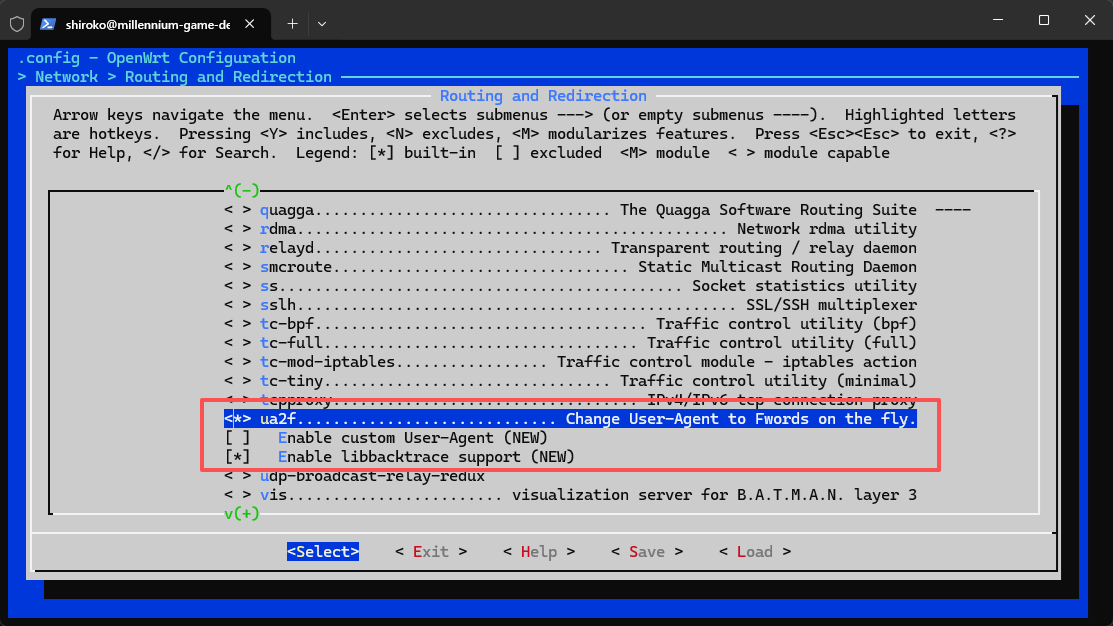 shiroko@millennium-game-de
.config - OpenWrt Configuration
> Network > Routing and Redirection
Routing and Redirection
Arrow keys navigate the menu.  <Enter> selects submenus ---> (or empty submenus ----).  Highlighted letters
are hotkeys.  Pressing <Y> includes, <N> excludes, <M> modularizes features.  Press <Esc><Esc> to exit, <?>
for Help, </> for Search.  Legend: [*] built-in  [ ] excluded  <M> module  < > module capable
^(-)
< > quagga................................. The Quagga Software Routing Suite  ----
< > rdma................................................ Network rdma utility
< > relayd................................ Transparent routing / relay daemon
< > smcroute................................. Static Multicast Routing Daemon
< > ss............................................. Socket statistics utility
< > sslh................................................. SSL/SSH multiplexer
< > tc-bpf..................................... Traffic control utility (bpf)
< > tc-full................................... Traffic control utility (full)
< > tc-mod-iptables................. Traffic control module - iptables action
< > tc-tiny................................ Traffic control utility (minimal)
< > tcpproxy................................... IPv4/IPv6 tcp connection proxy
<*> ua2f............................. Change User-Agent to Fwords on the fly.
[ ]   Enable custom User-Agent (NEW)
[*]   Enable libbacktrace support (NEW)
< > udp-broadcast-relay-redux
< > vis........................ visualization server for B.A.T.M.A.N. layer 3
v(+)
<Select>    < Exit >    < Help >    < Save >    < Load >